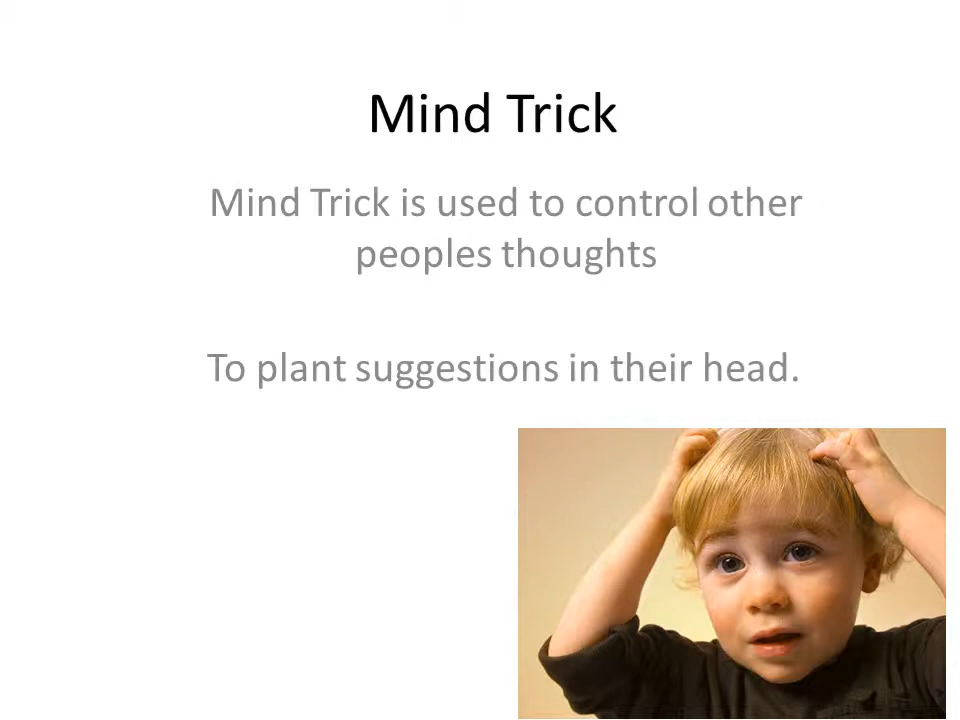 Mind Trick
Mind Trick is used to control other
peoples thoughts
To plant suggestions in their head.